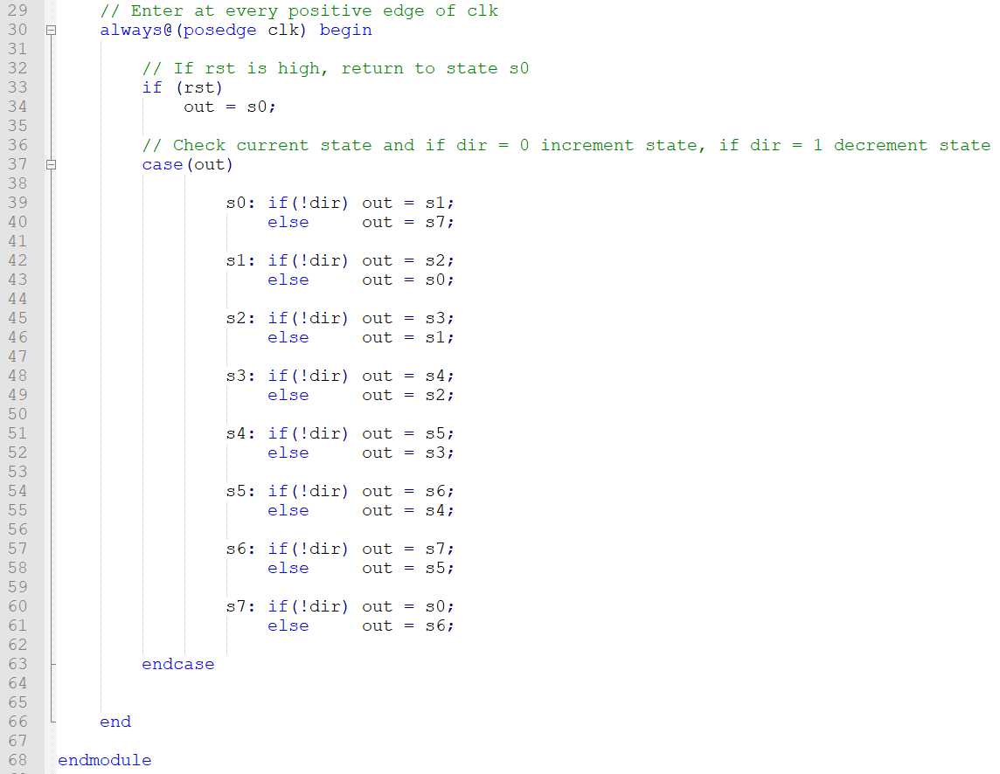 29 // Enter at every positive edge of clk
30 always@(posedge clk) begin
31
32 // If rst is high, return to state s0
33 if (rst)
34 out = s0;
35
36 // Check current state and if dir = 0 increment state, if dir = 1 decrement state
37 case(out)
38
39 s0: if(!dir) out = s1;
40 else out = s7;
41
42 s1: if(!dir) out = s2;
43 else out = s0;
44
45 s2: if(!dir) out = s3;
46 else out = s1;
47
48 s3: if(!dir) out = s4;
49 else out = s2;
50
51 s4: if(!dir) out = s5;
52 else out = s3;
53
54 s5: if(!dir) out = s6;
55 else out = s4;
56
57 s6: if(!dir) out = s7;
58 else out = s5;
59
60 s7: if(!dir) out = s0;
61 else out = s6;
62
63 endcase
64
65
66 end
67
68 endmodule